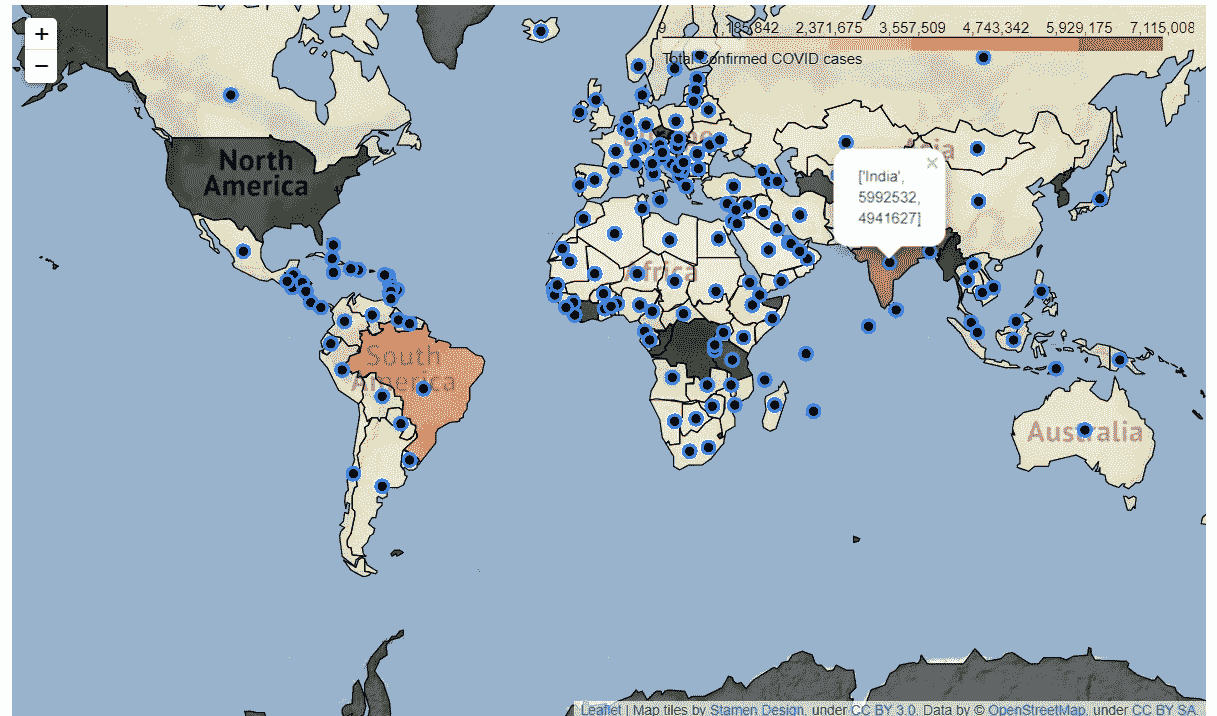 +
−
9 1,185,842 2,371,675 3,557,509 4,743,342 5,929,175 7,115,008
Total Confirmed COVID cases
Europe
Asia
North
America
×
['India',
5992532,
4941627]
Africa
South
America
Australia
Leaflet | Map tiles by Stamen Design, under CC BY 3.0. Data by © OpenStreetMap, under CC BY SA.